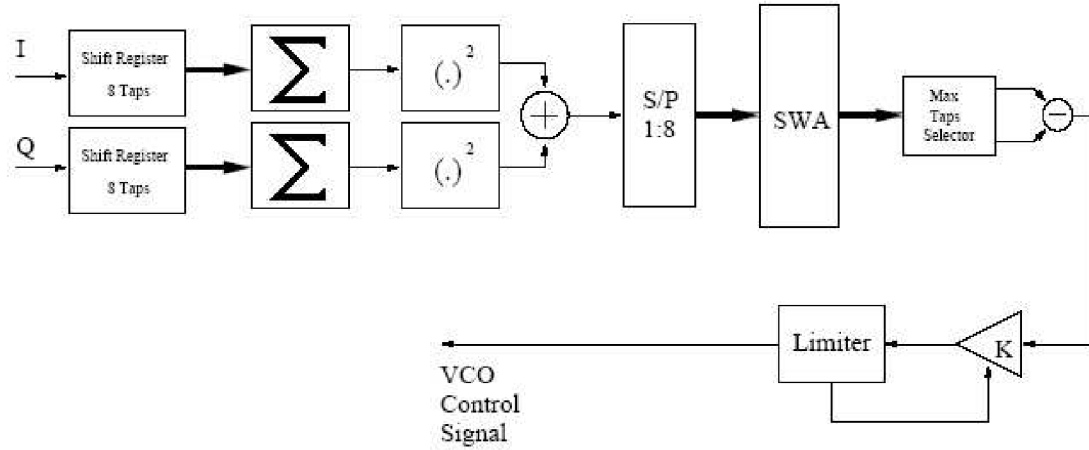 I
Shift Register
8 Taps
Σ
(.)²
Q
Shift Register
8 Taps
Σ
(.)²
+
S/P
1:8
SWA
Max
Taps
Selector
−
K
Limiter
VCO
Control
Signal